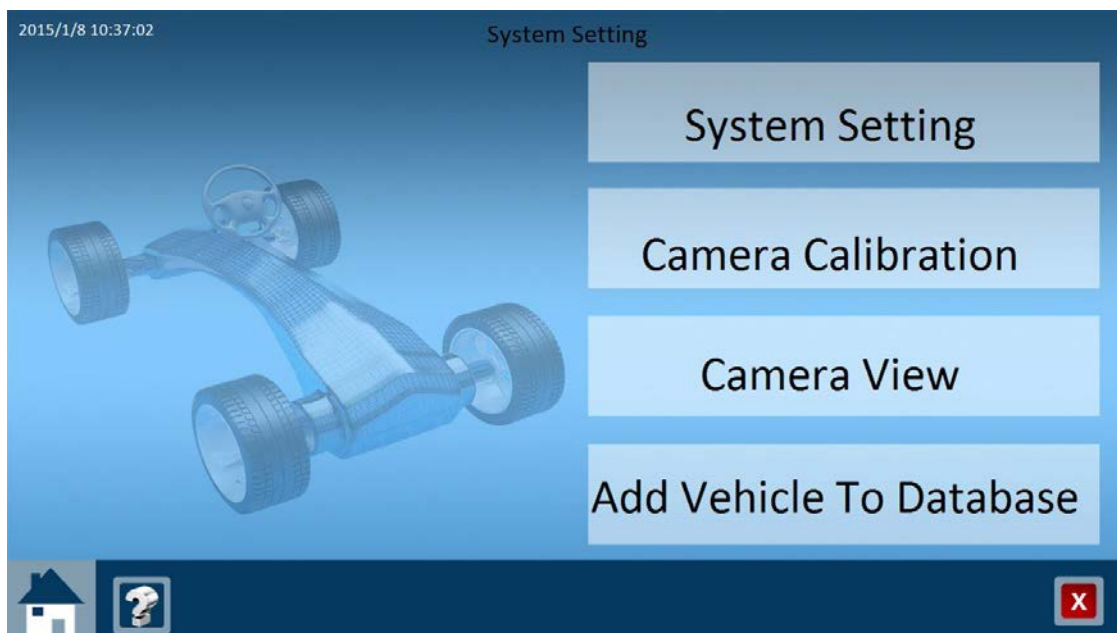 2015/1/8 10:37:02
System Setting
System Setting
Camera Calibration
Camera View
Add Vehicle To Database
?
X